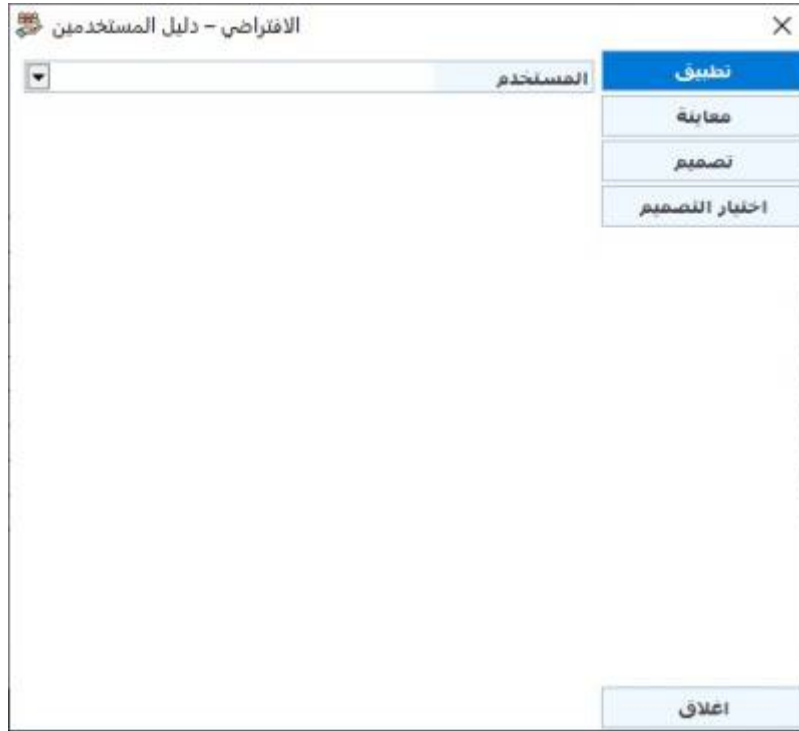 الافتراضي – دليل المستخدمين
المستخدم
تطبيق
معاينة
تصميم
اختيار التصميم
اغلاق